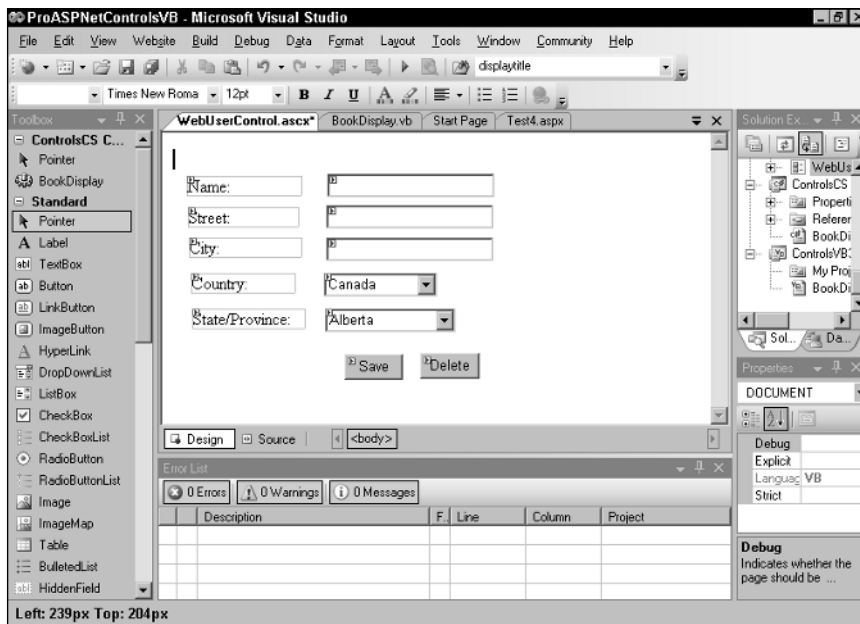 ProASPNetControlsVB - Microsoft Visual Studio
File Edit View Website Build Debug Data Format Layout Tools Window Community Help
displaytitle
Times New Roma 12pt B I U A
Toolbox
ControlsCS C...
Pointer
BookDisplay
Standard
Pointer
A Label
abl TextBox
ab Button
ab LinkButton
ImageButton
A HyperLink
DropDownList
ListBox
CheckBox
CheckBoxList
RadioButton
RadioButtonList
Image
ImageMap
Table
BulletedList
abl HiddenField
WebUserControl.ascx* BookDisplay.vb Start Page Test4.aspx
Name:
Street:
City:
Country: Canada
State/Province: Alberta
Save Delete
Design Source <body>
Error List
0 Errors 0 Warnings 0 Messages
Description F.. Line Column Project
Solution Ex...
WebUs
ControlsCS
Properti
Referer
BookDi
ControlsVB
My Proj
BookDi
Sol... Da...
Properties
DOCUMENT
Debug
Explicit
Languag VB
Strict
Debug
Indicates whether the
page should be ...
Left: 239px Top: 204px